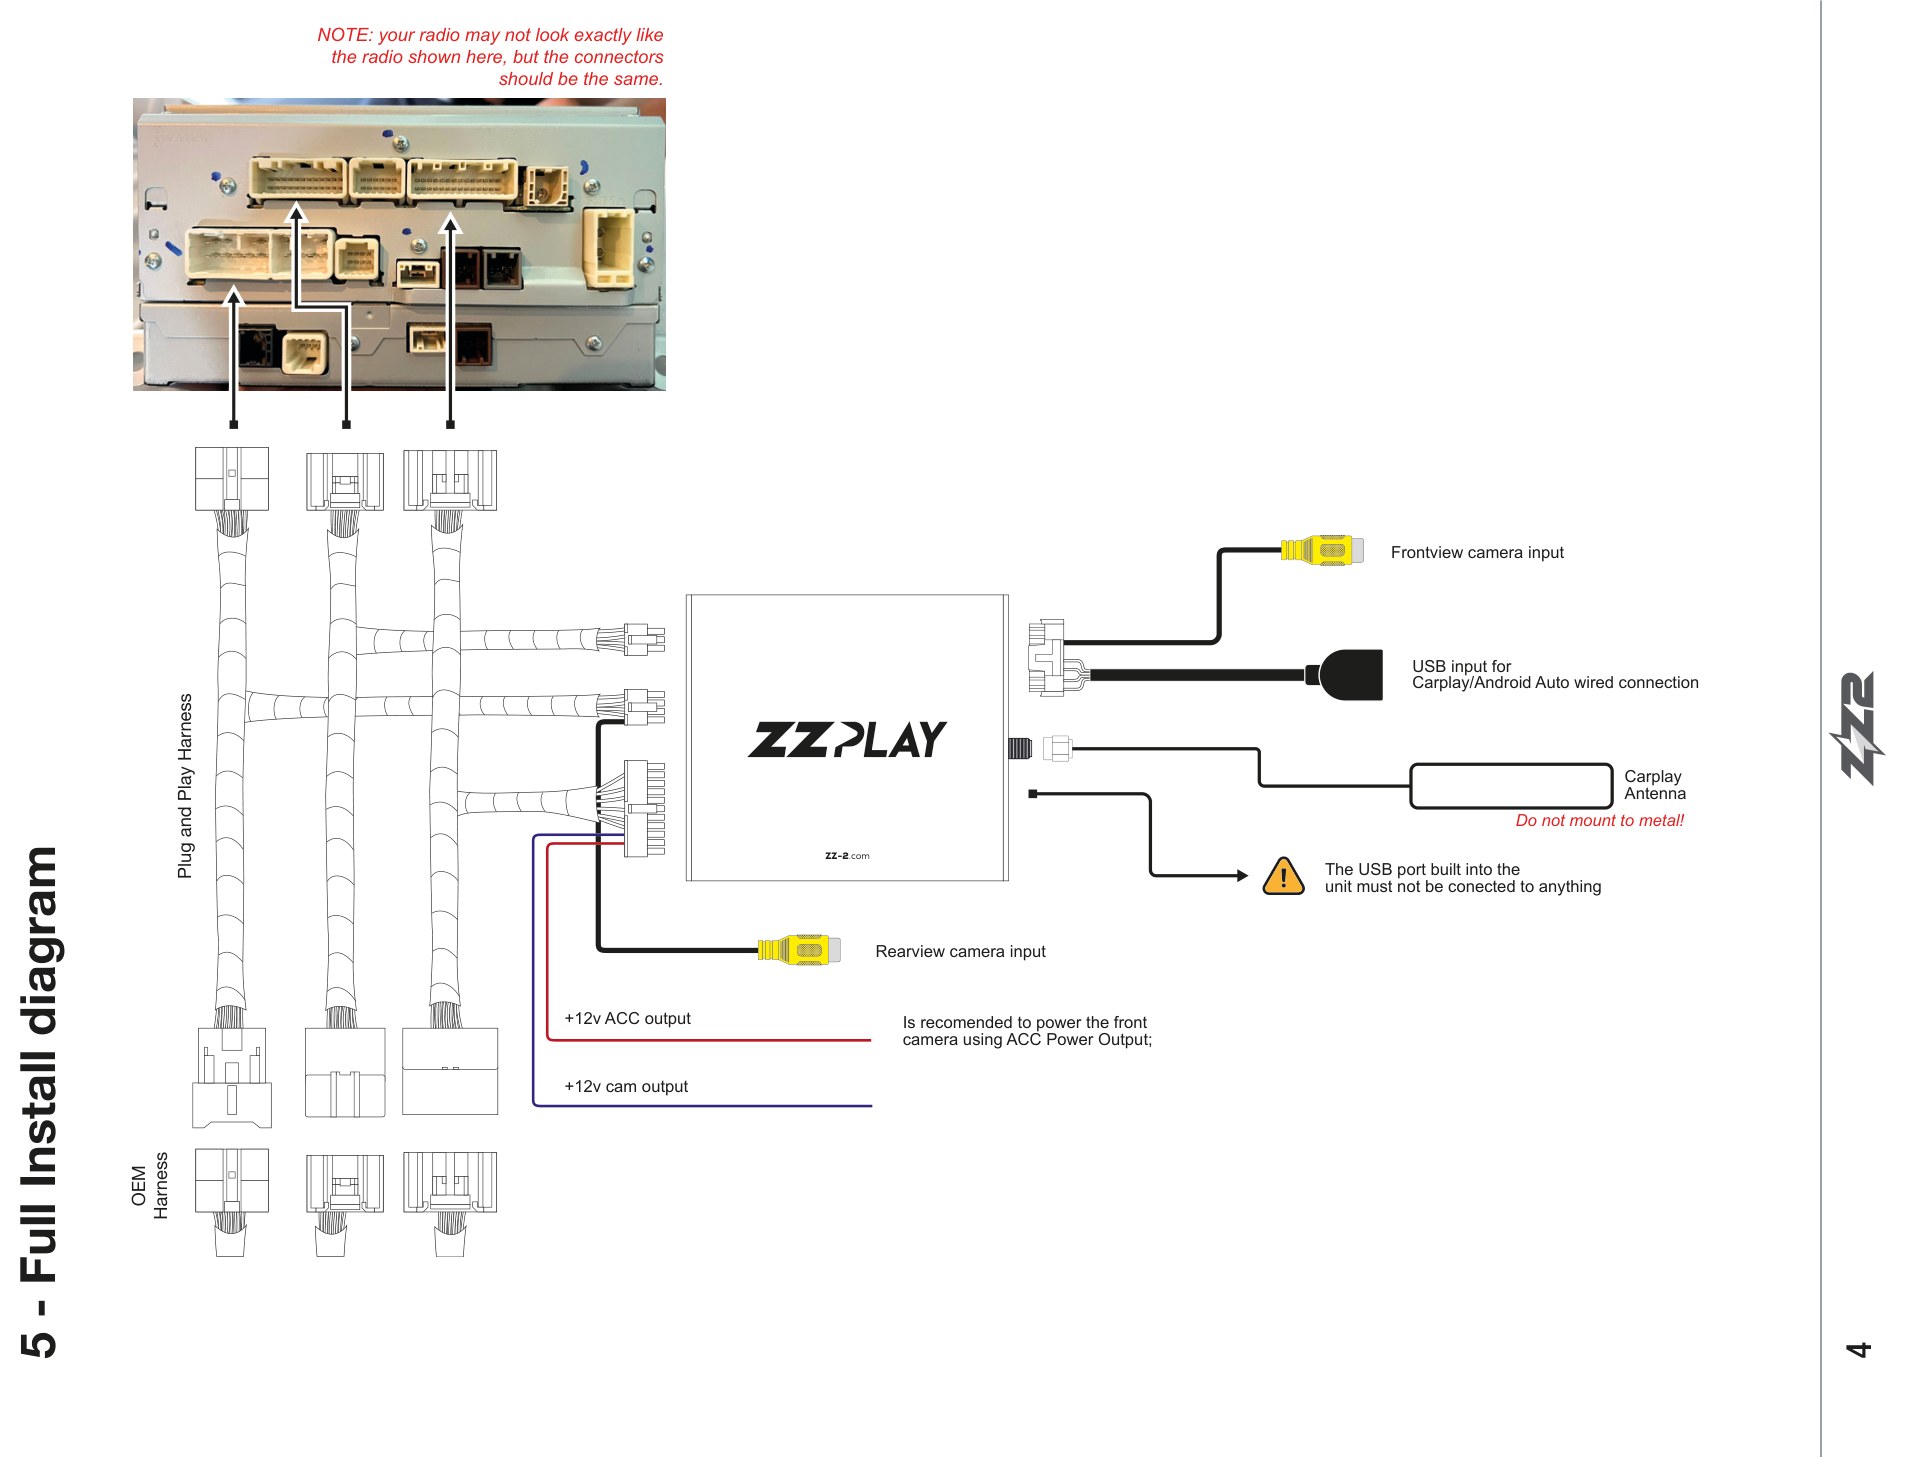 5 - Full Install diagram
NOTE: your radio may not look exactly like
the radio shown here, but the connectors
should be the same.
Plug and Play Harness
OEM
Harness
ZZPLAY
ZZ-2.com
Frontview camera input
USB input for
Carplay/Android Auto wired connection
Carplay
Antenna
Do not mount to metal!
!
The USB port built into the
unit must not be conected to anything
Rearview camera input
+12v ACC output
Is recomended to power the front
camera using ACC Power Output;
+12v cam output
ZZ2
4